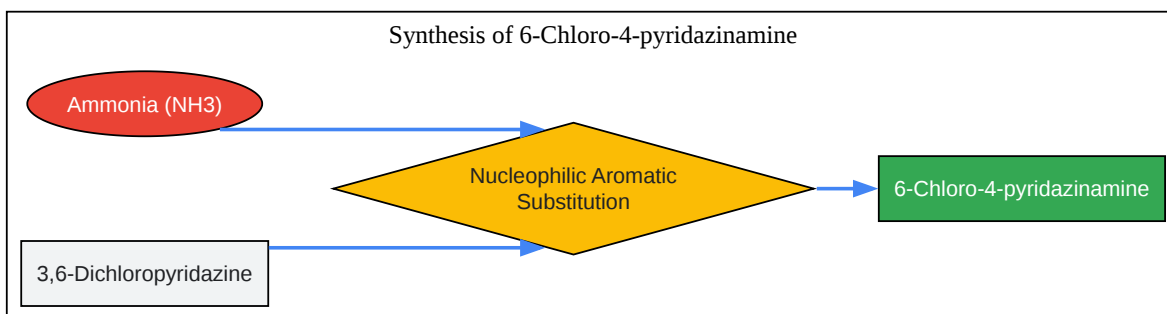 Synthesis of 6-Chloro-4-pyridazinamine
Ammonia (NH3)
Nucleophilic Aromatic
Substitution
6-Chloro-4-pyridazinamine
3,6-Dichloropyridazine